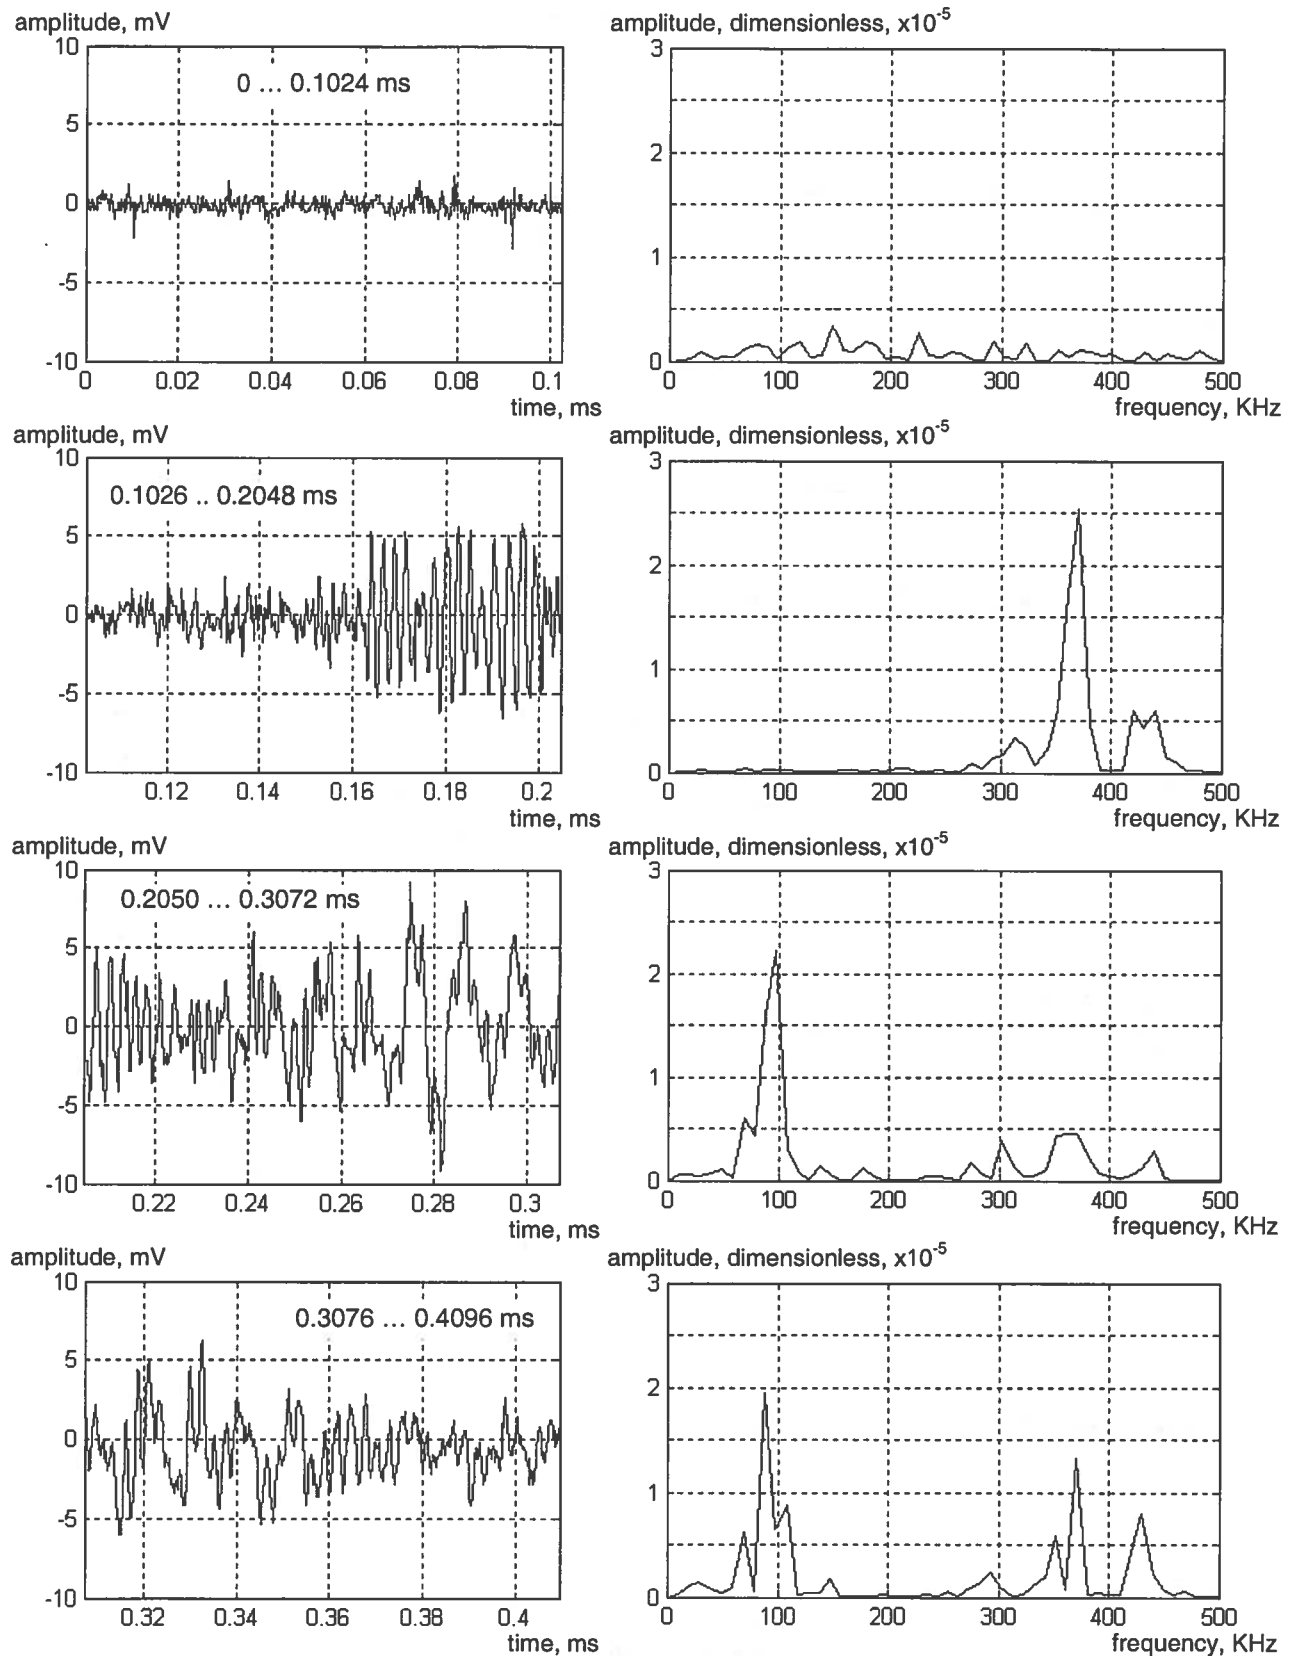 amplitude, mV
amplitude, dimensionless, x10-5
10
5
0
-5
-10
0 ... 0.1024 ms
0 0.02 0.04 0.06 0.08 0.1
time, ms
3
2
1
0
0 100 200 300 400 500
frequency, KHz
amplitude, mV
amplitude, dimensionless, x10-5
10
5
0
-5
-10
0.1026 .. 0.2048 ms
0.12 0.14 0.16 0.18 0.2
time, ms
3
2
1
0
0 100 200 300 400 500
frequency, KHz
amplitude, mV
amplitude, dimensionless, x10-5
10
5
0
-5
-10
0.2050 ... 0.3072 ms
0.22 0.24 0.26 0.28 0.3
time, ms
3
2
1
0
0 100 200 300 400 500
frequency, KHz
amplitude, mV
amplitude, dimensionless, x10-5
10
5
0
-5
-10
0.3076 ... 0.4096 ms
0.32 0.34 0.36 0.38 0.4
time, ms
3
2
1
0
0 100 200 300 400 500
frequency, KHz